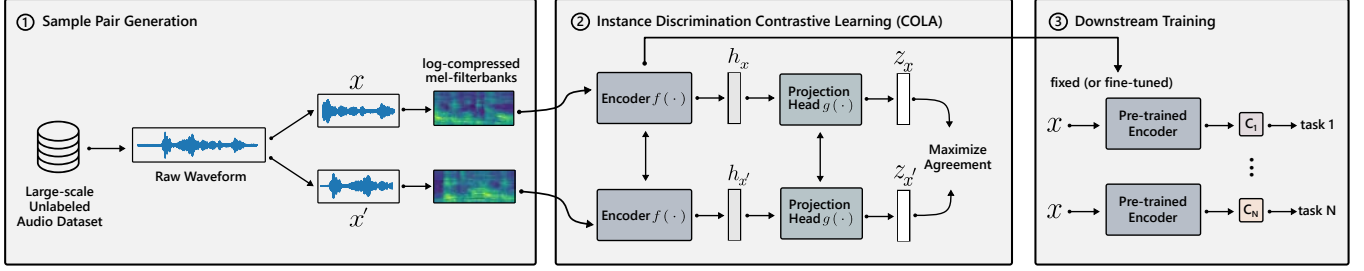 ① Sample Pair Generation
x
log-compressed
mel-filterbanks
Raw Waveform
Large-scale
Unlabeled
Audio Dataset
x'
② Instance Discrimination Contrastive Learning (COLA)
Encoder f(·)
h_x
Projection
Head g(·)
z_x
Maximize
Agreement
Encoder f(·)
h_x'
Projection
Head g(·)
z_x'
③ Downstream Training
fixed (or fine-tuned)
x
Pre-trained
Encoder
C₁
task 1
⋮
x
Pre-trained
Encoder
C_N
task N